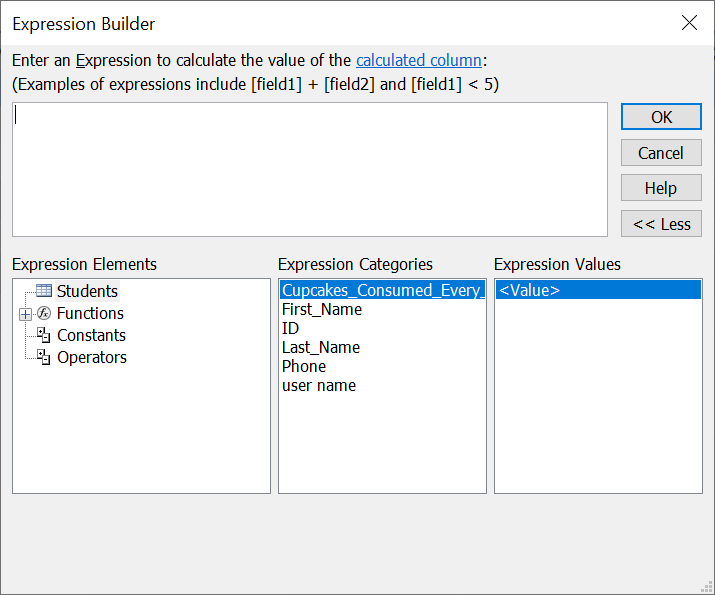 Expression Builder
Enter an Expression to calculate the value of the calculated column:
(Examples of expressions include [field1] + [field2] and [field1] < 5)
OK
Cancel
Help
<< Less
Expression Elements
Students
Functions
Constants
Operators
Expression Categories
Cupcakes_Consumed_Every_
First_Name
ID
Last_Name
Phone
user name
Expression Values
<Value>